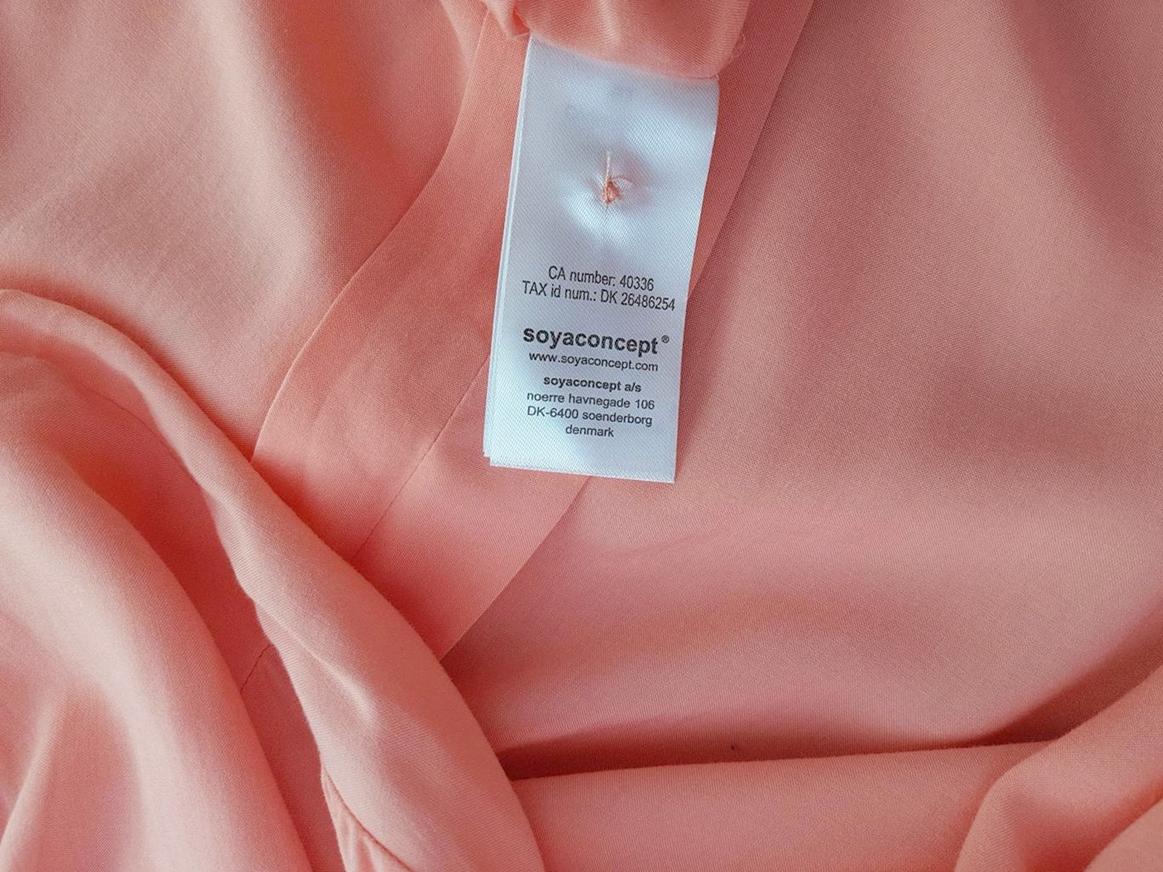 CA number: 40336
TAX id num.: DK 26486254
soyaconcept®
www.soyaconcept.com
soyaconcept a/s
noerre havnegade 106
DK-6400 soenderborg
denmark